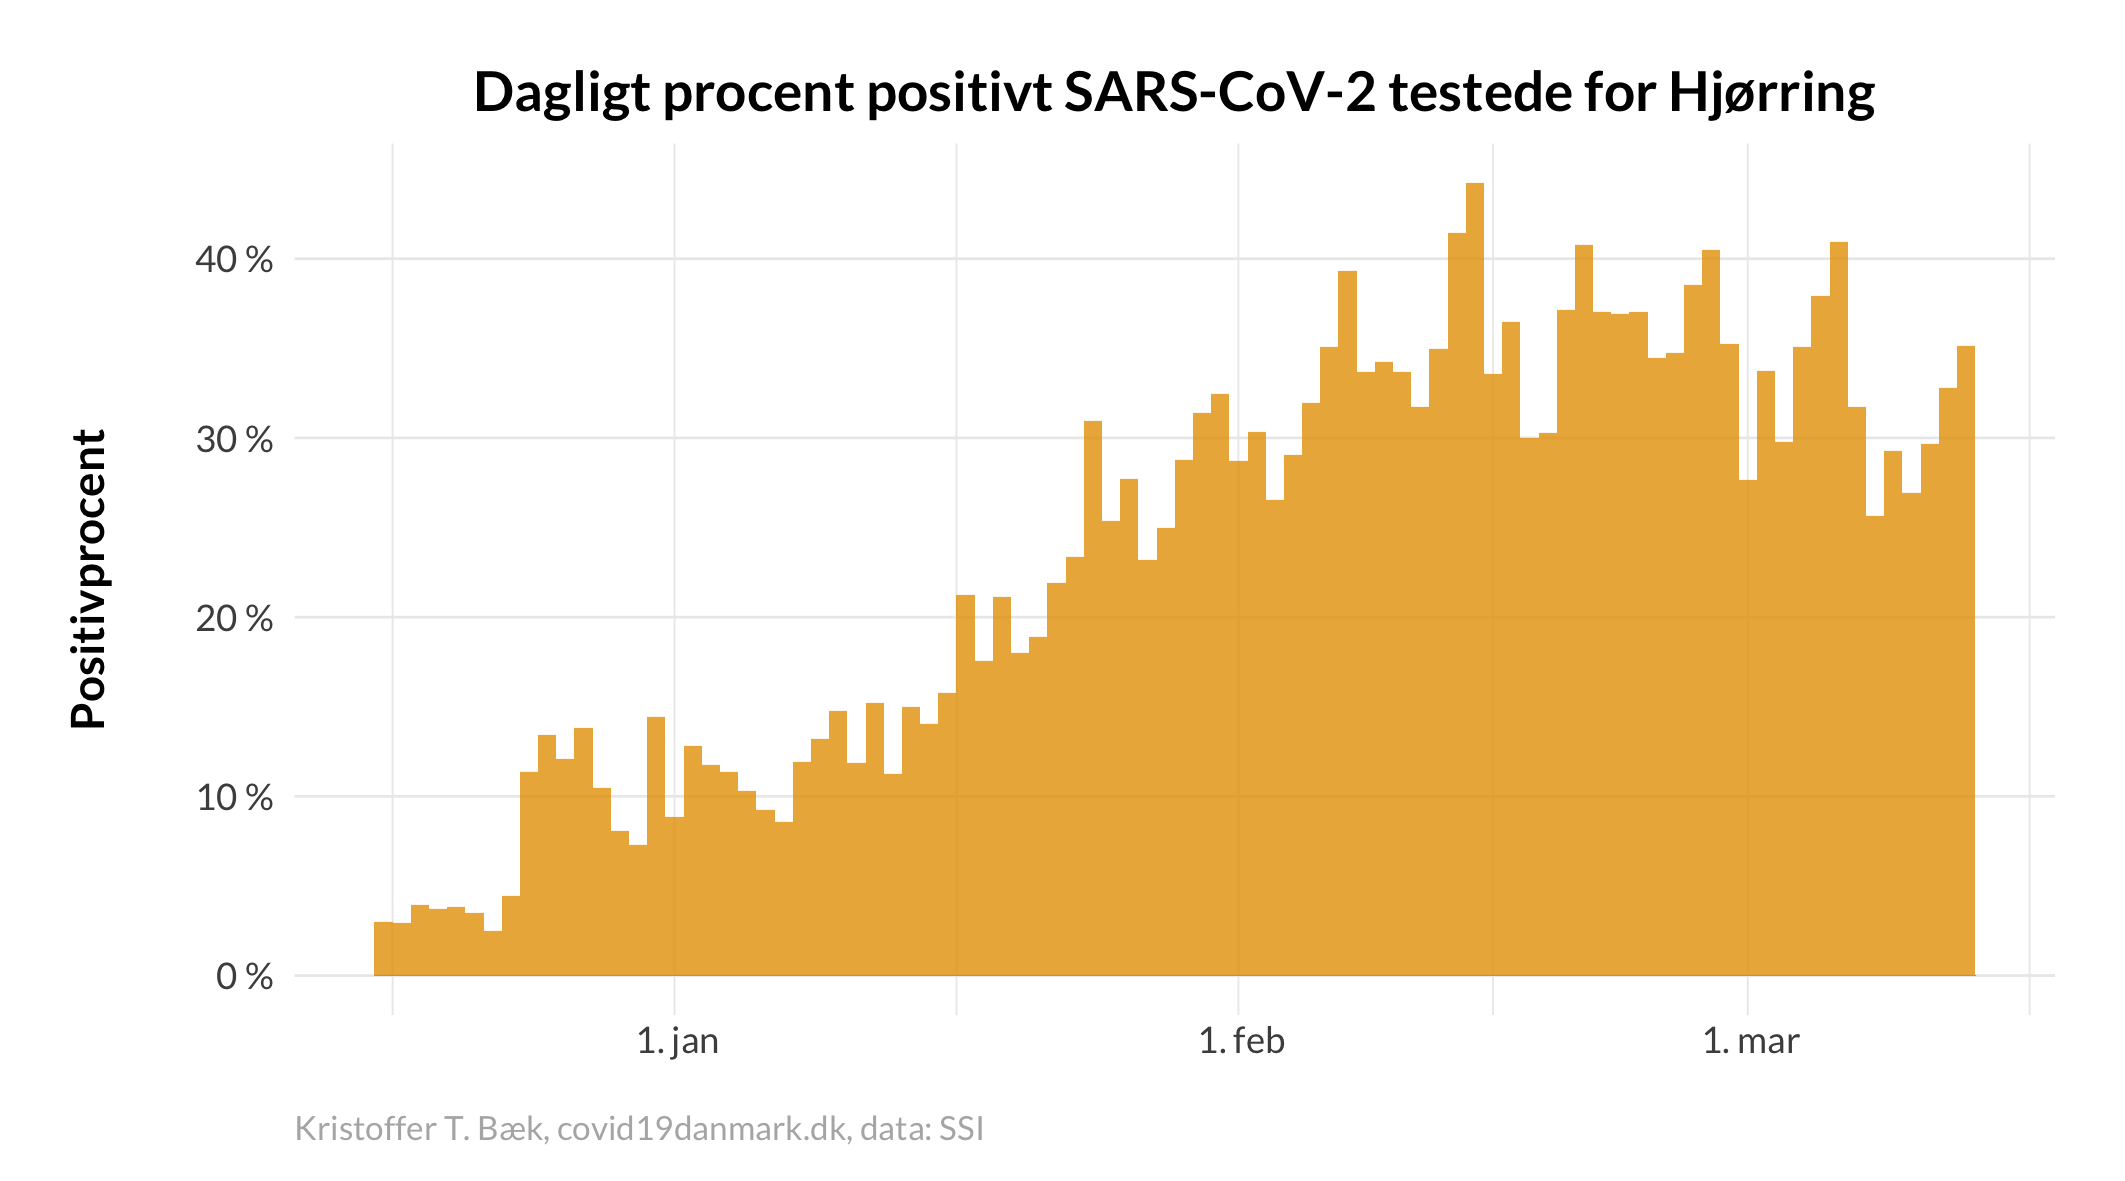 Dagligt procent positivt SARS-CoV-2 testede for Hjørring
Positivprocent
40 %
30 %
20 %
10 %
0 %
1. jan
1. feb
1. mar
Kristoffer T. Bæk, covid19danmark.dk, data: SSI